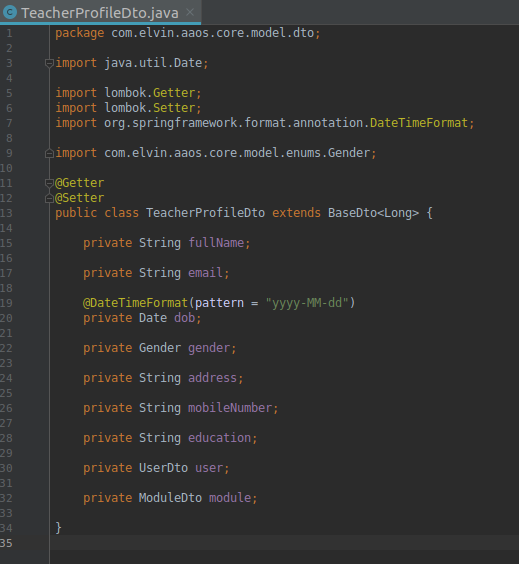 TeacherProfileDto.java
1 package com.elvin.aaos.core.model.dto;
2
3 import java.util.Date;
4
5 import lombok.Getter;
6 import lombok.Setter;
7 import org.springframework.format.annotation.DateTimeFormat;
8
9 import com.elvin.aaos.core.model.enums.Gender;
10
11 @Getter
12 @Setter
13 public class TeacherProfileDto extends BaseDto<Long> {
14
15     private String fullName;
16
17     private String email;
18
19     @DateTimeFormat(pattern = "yyyy-MM-dd")
20     private Date dob;
21
22     private Gender gender;
23
24     private String address;
25
26     private String mobileNumber;
27
28     private String education;
29
30     private UserDto user;
31
32     private ModuleDto module;
33
34 }
35